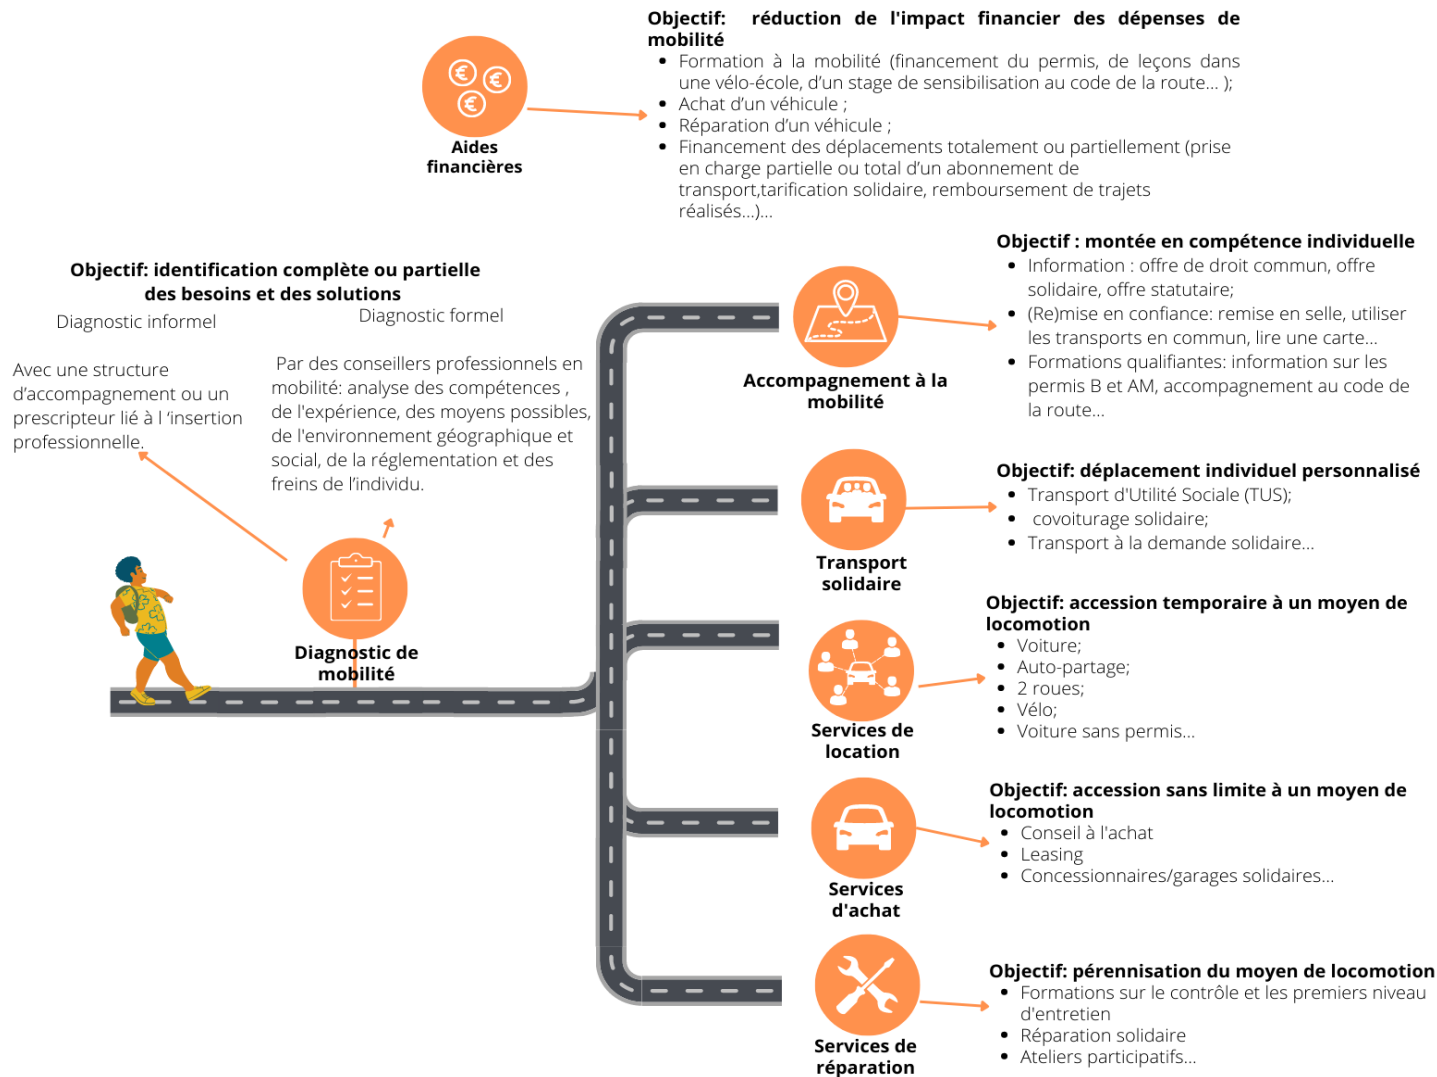 Objectif: réduction de l'impact financier des dépenses de
mobilité
• Formation à la mobilité (financement du permis, de leçons dans
une vélo-école, d’un stage de sensibilisation au code de la route... );
• Achat d’un véhicule ;
• Réparation d’un véhicule ;
• Financement des déplacements totalement ou partiellement (prise
en charge partielle ou total d’un abonnement de
transport,tarification solidaire, remboursement de trajets
réalisés...)...
Aides
financières
Objectif: identification complète ou partielle
des besoins et des solutions
Diagnostic informel
Avec une structure
d’accompagnement ou un
prescripteur lié à l ‘insertion
professionnelle.
Diagnostic formel
Par des conseillers professionnels en
mobilité: analyse des compétences ,
de l'expérience, des moyens possibles,
de l'environnement géographique et
social, de la réglementation et des
freins de l’individu.
Diagnostic de
mobilité
Accompagnement à la
mobilité
Objectif : montée en compétence individuelle
• Information : offre de droit commun, offre
solidaire, offre statutaire;
• (Re)mise en confiance: remise en selle, utiliser
les transports en commun, lire une carte...
• Formations qualifiantes: information sur les
permis B et AM, accompagnement au code de
la route...
Transport
solidaire
Objectif: déplacement individuel personnalisé
• Transport d'Utilité Sociale (TUS);
• covoiturage solidaire;
• Transport à la demande solidaire...
Services de
location
Objectif: accession temporaire à un moyen de
locomotion
• Voiture;
• Auto-partage;
• 2 roues;
• Vélo;
• Voiture sans permis...
Services
d'achat
Objectif: accession sans limite à un moyen de
locomotion
• Conseil à l'achat
• Leasing
• Concessionnaires/garages solidaires...
Services de
réparation
Objectif: pérennisation du moyen de locomotion
• Formations sur le contrôle et les premiers niveau
d'entretien
• Réparation solidaire
• Ateliers participatifs...